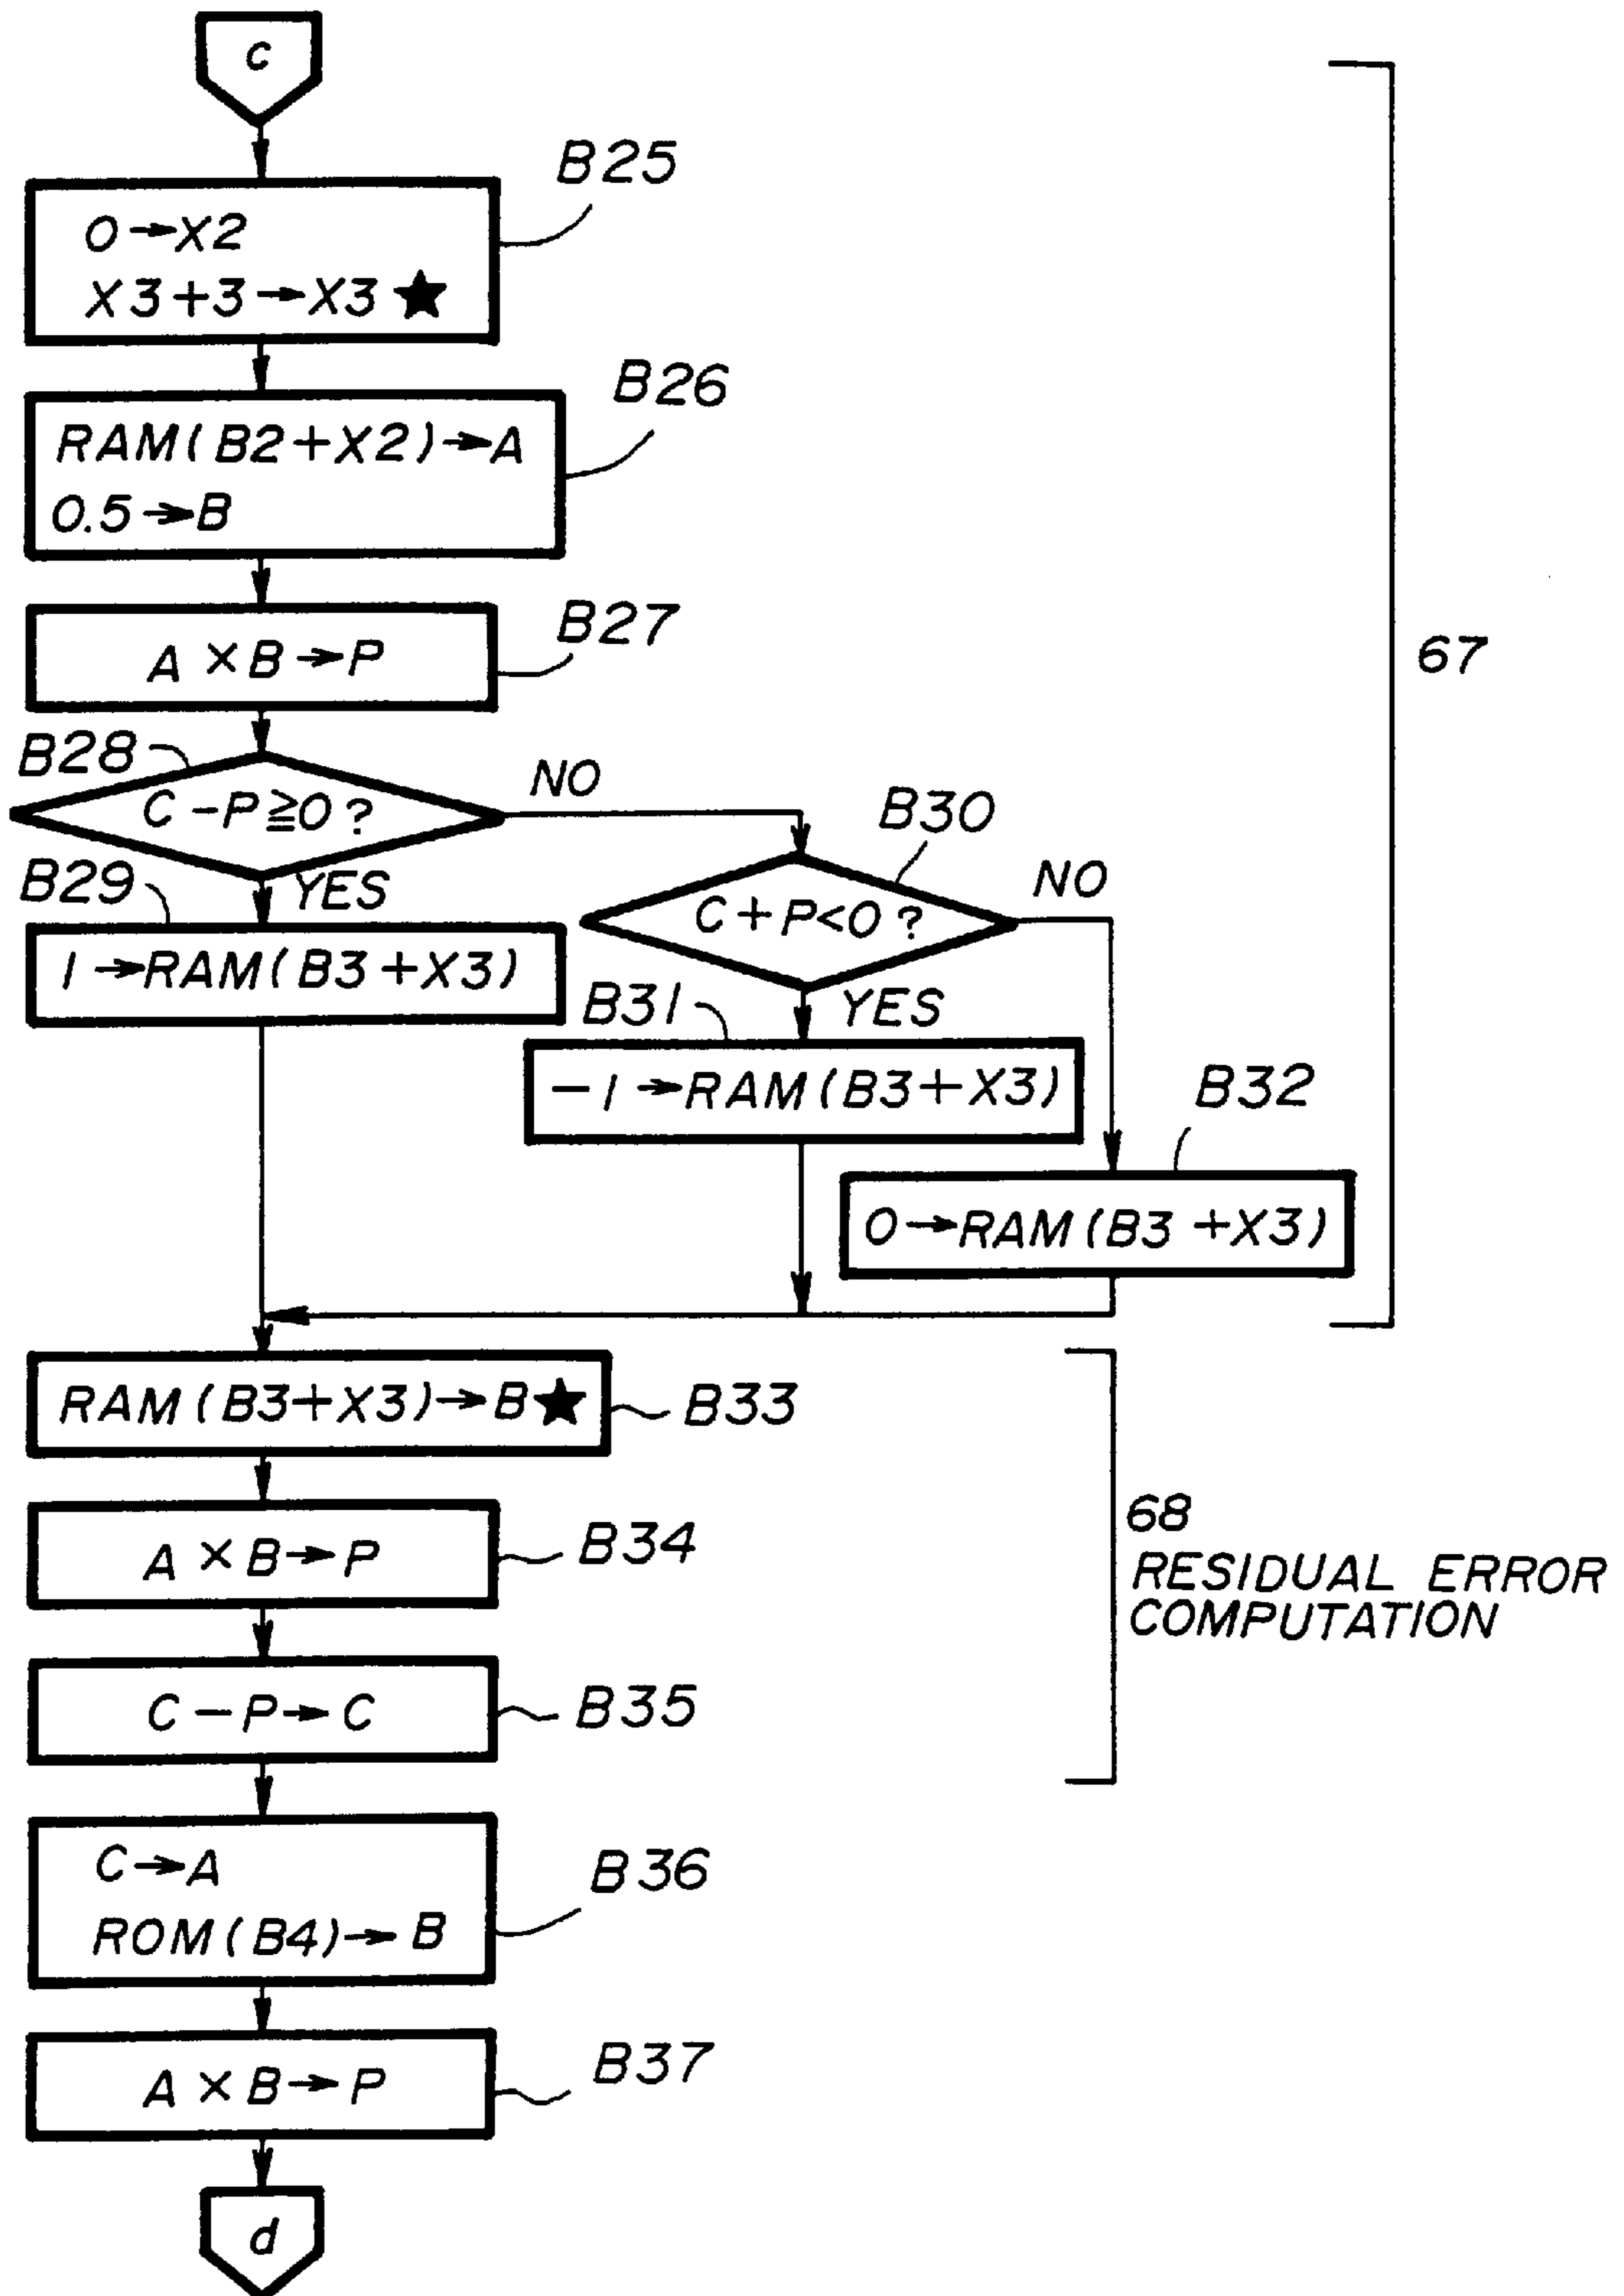 c
B25
0→X2
X3+3→X3 ★
B26
RAM(B2+X2)→A
0.5→B
B27
A×B→P
67
B28
C-P≧0?
NO
B30
B29
YES
C+P<0?
NO
1→RAM(B3+X3)
B31
YES
-1→RAM(B3+X3)
B32
0→RAM(B3+X3)
RAM(B3+X3)→B★
B33
A×B→P
B34
68
RESIDUAL ERROR
COMPUTATION
C-P→C
B35
C→A
ROM(B4)→B
B36
A×B→P
B37
d